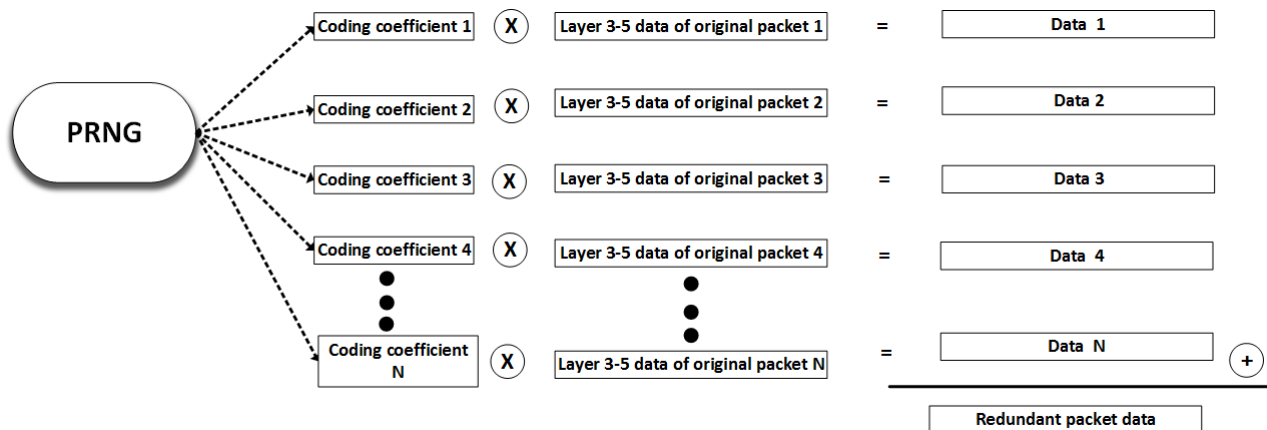 Coding coefficient 1 X Layer 3-5 data of original packet 1 = Data 1
PRNG
Coding coefficient 2 X Layer 3-5 data of original packet 2 = Data 2
Coding coefficient 3 X Layer 3-5 data of original packet 3 = Data 3
Coding coefficient 4 X Layer 3-5 data of original packet 4 = Data 4
Coding coefficient
N
X Layer 3-5 data of original packet N = Data N +
Redundant packet data